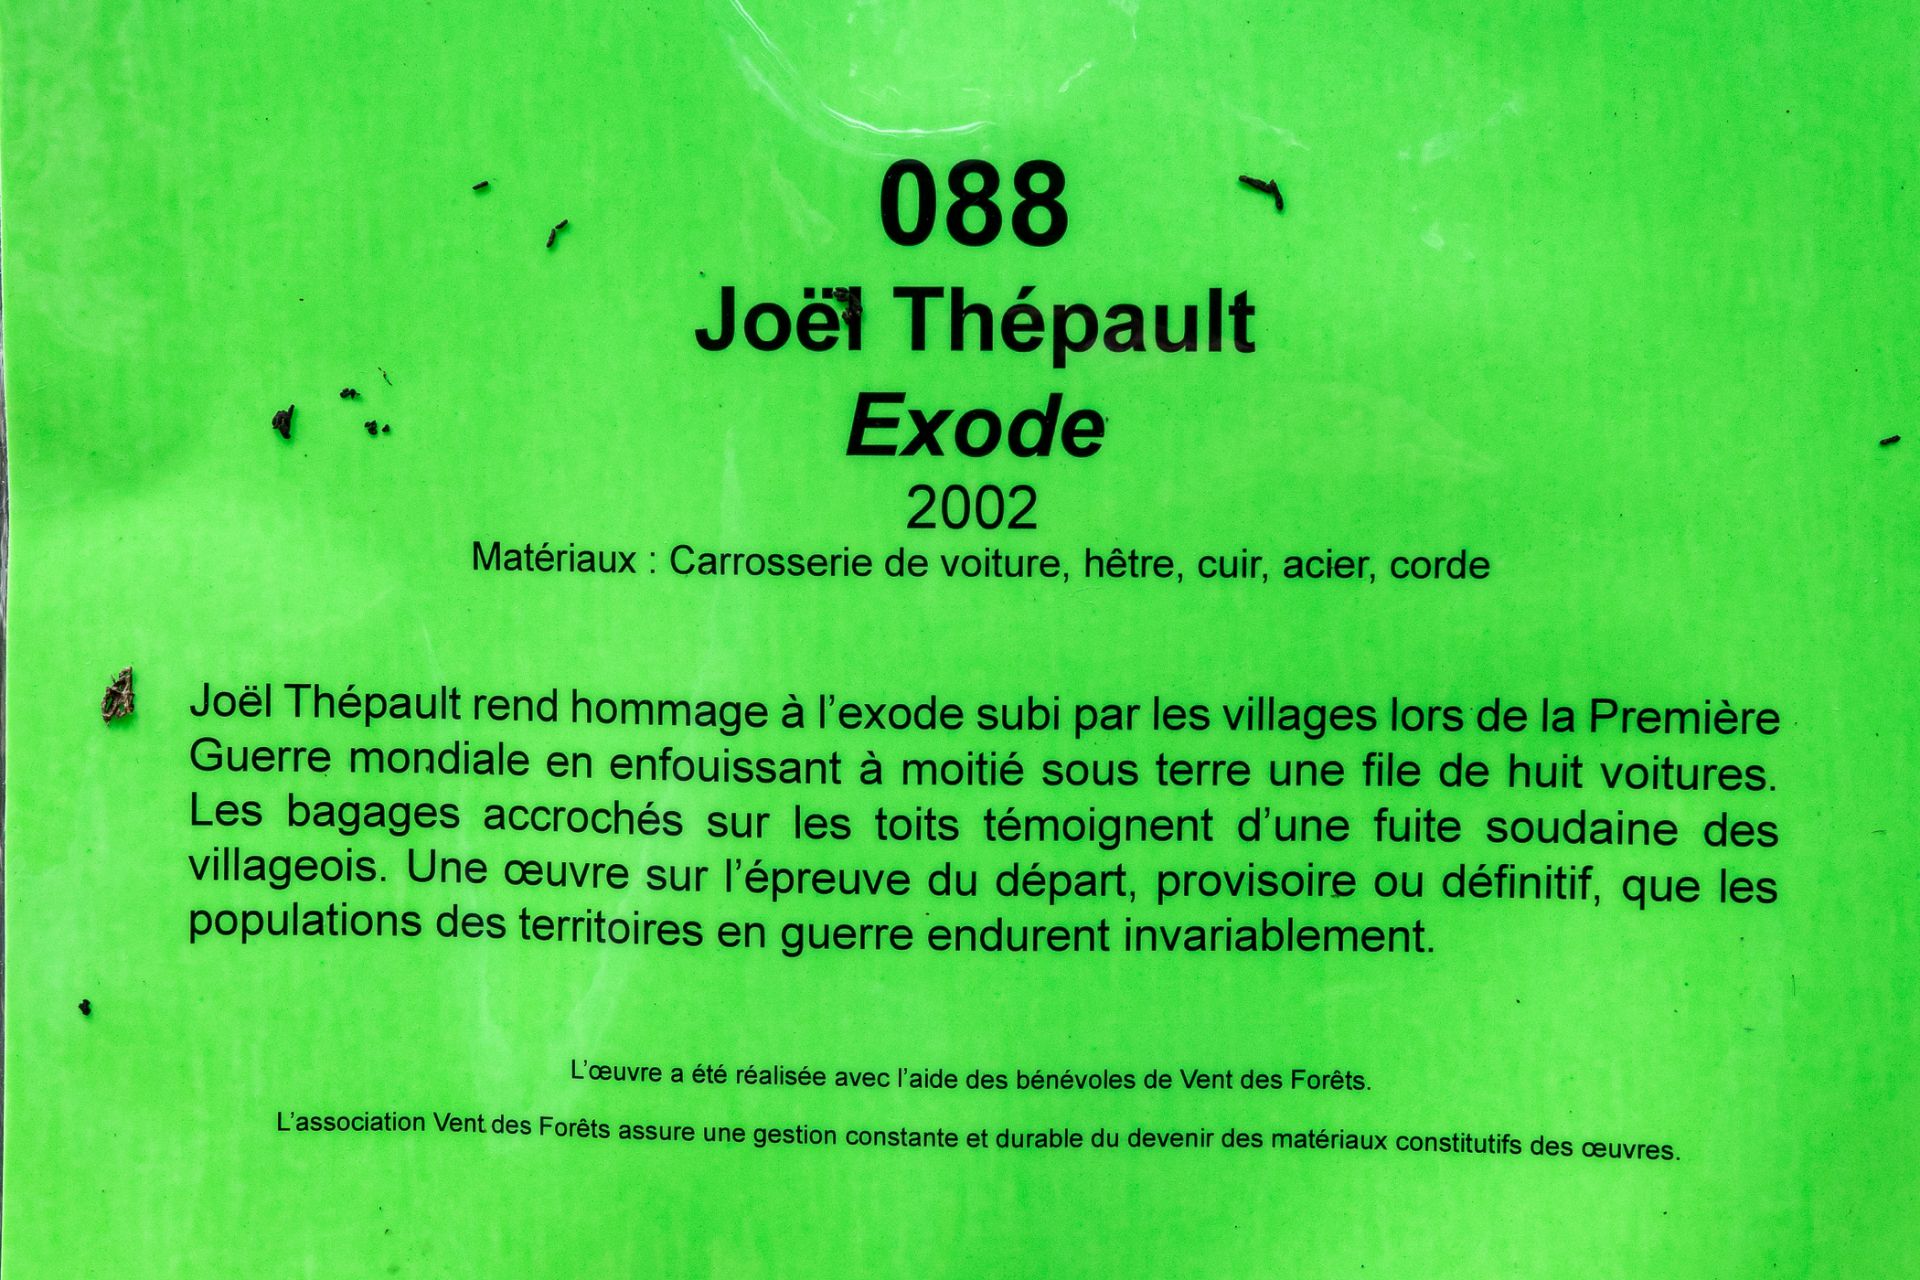 088
Joël Thépault
Exode
2002
Matériaux : Carrosserie de voiture, hêtre, cuir, acier, corde
Joël Thépault rend hommage à l’exode subi par les villages lors de la Première
Guerre mondiale en enfouissant à moitié sous terre une file de huit voitures.
Les bagages accrochés sur les toits témoignent d’une fuite soudaine des
villageois. Une œuvre sur l’épreuve du départ, provisoire ou définitif, que les
populations des territoires en guerre endurent invariablement.
L’œuvre a été réalisée avec l’aide des bénévoles de Vent des Forêts.
L’association Vent des Forêts assure une gestion constante et durable du devenir des matériaux constitutifs des œuvres.